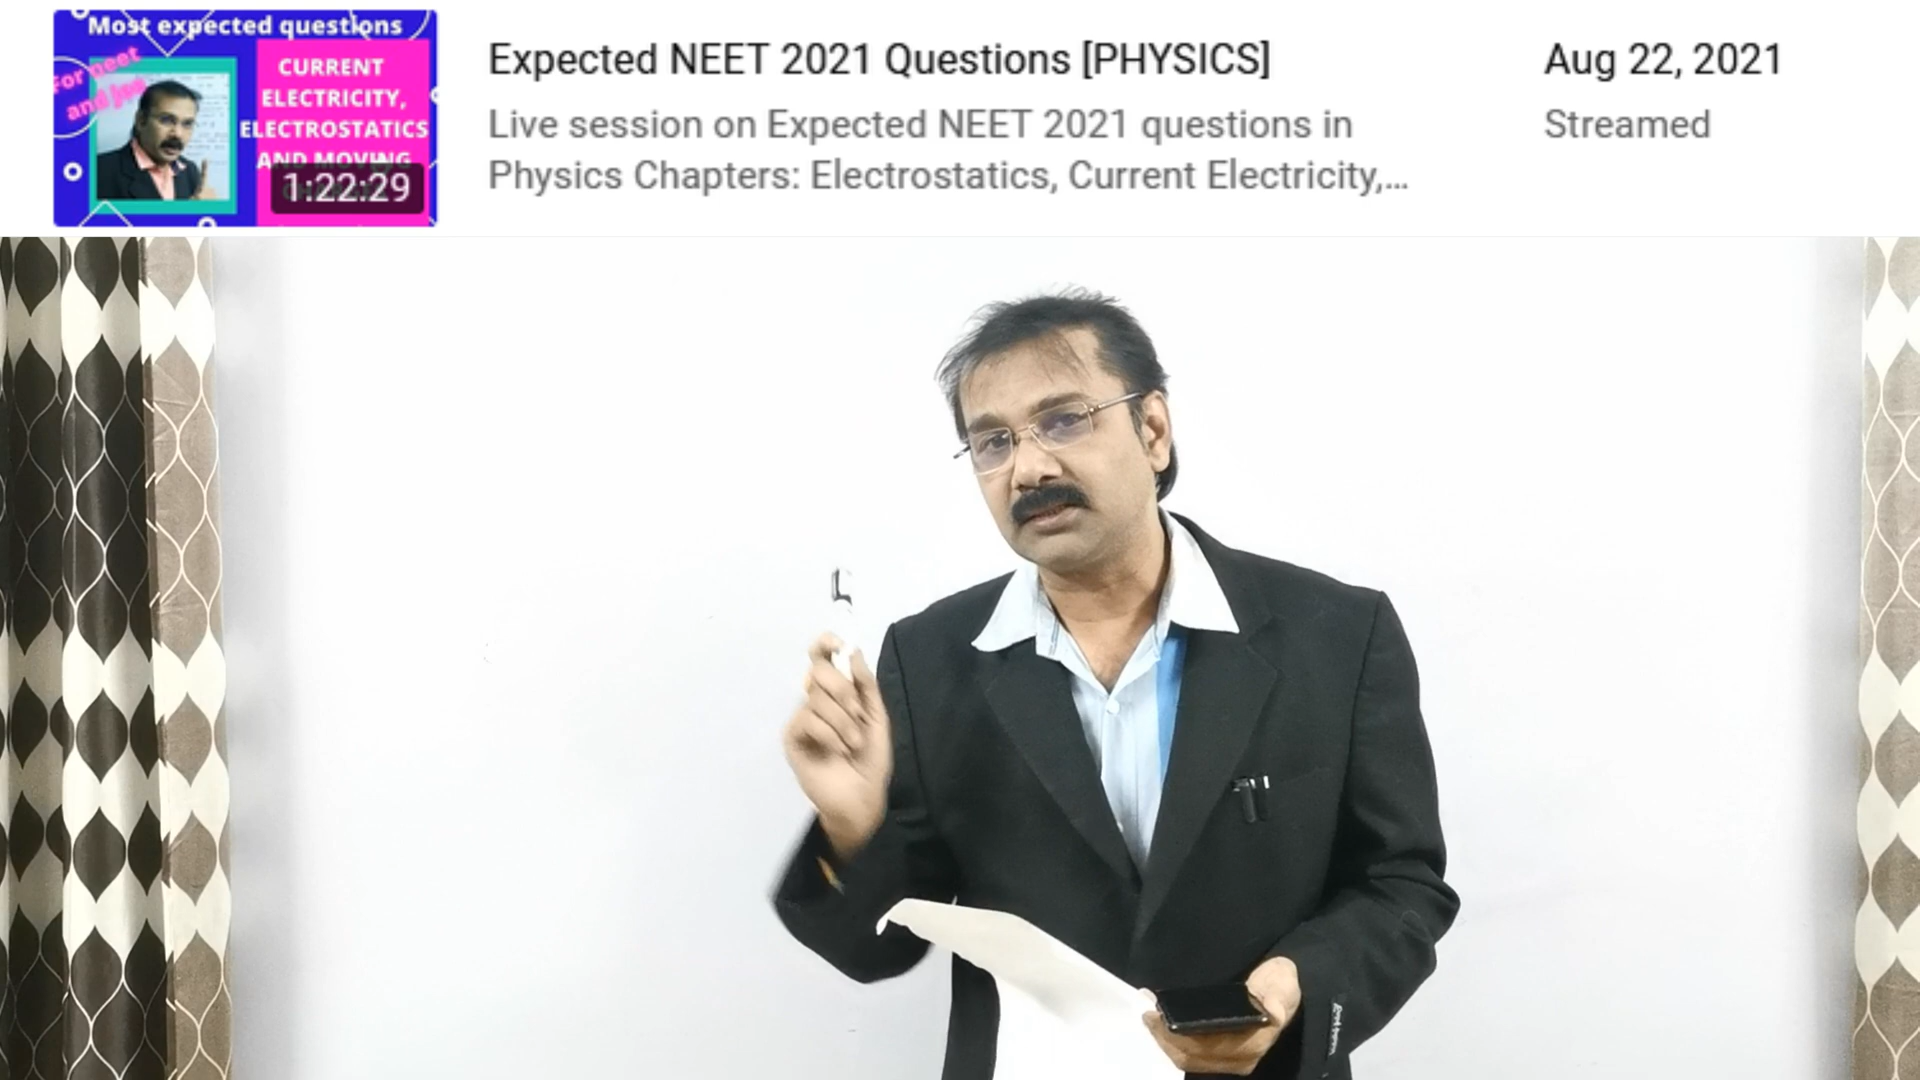 Most expected questions
For neet
and jee
CURRENT
ELECTRICITY,
ELECTROSTATICS
AND MOVING
1:22:29
Expected NEET 2021 Questions [PHYSICS]
Live session on Expected NEET 2021 questions in
Physics Chapters: Electrostatics, Current Electricity,...
Aug 22, 2021
Streamed